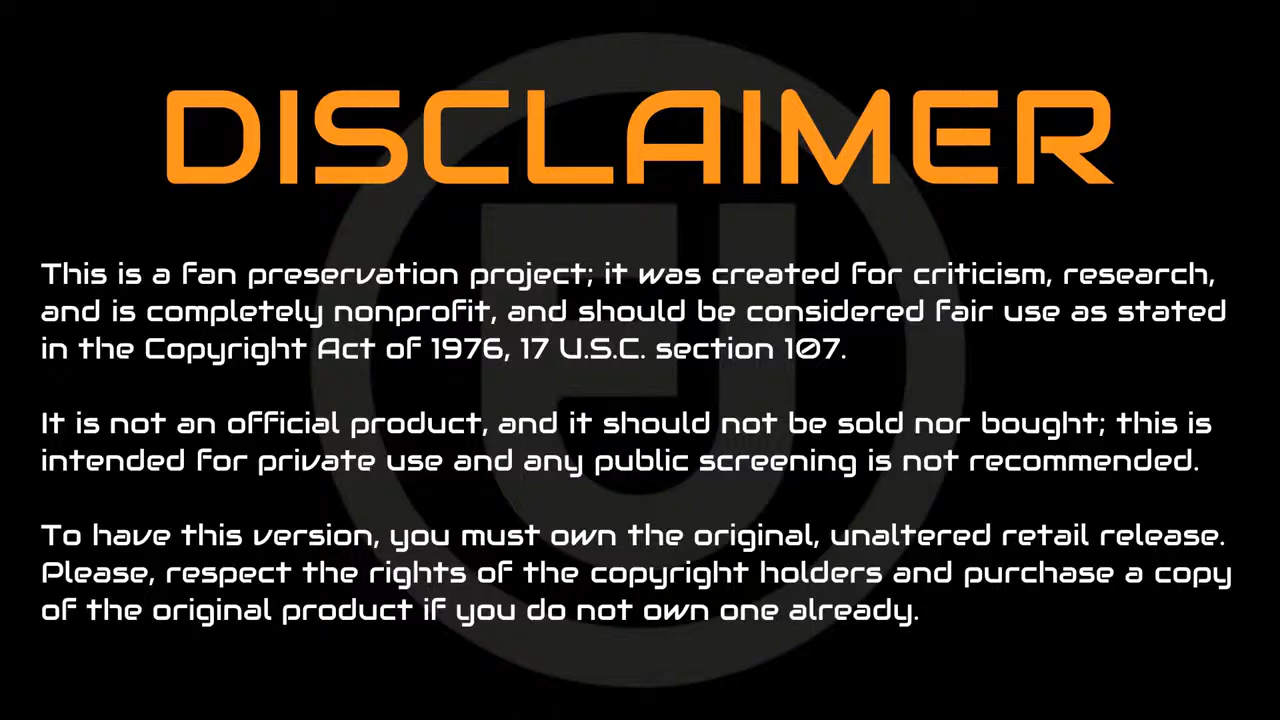 DISCLAIMER
This is a fan preservation project; it was created for criticism, research,
and is completely nonprofit, and should be considered fair use as stated
in the Copyright Act of 1976, 17 U.S.C. section 107.
It is not an official product, and it should not be sold nor bought; this is
intended for private use and any public screening is not recommended.
To have this version, you must own the original, unaltered retail release.
Please, respect the rights of the copyright holders and purchase a copy
of the original product if you do not own one already.